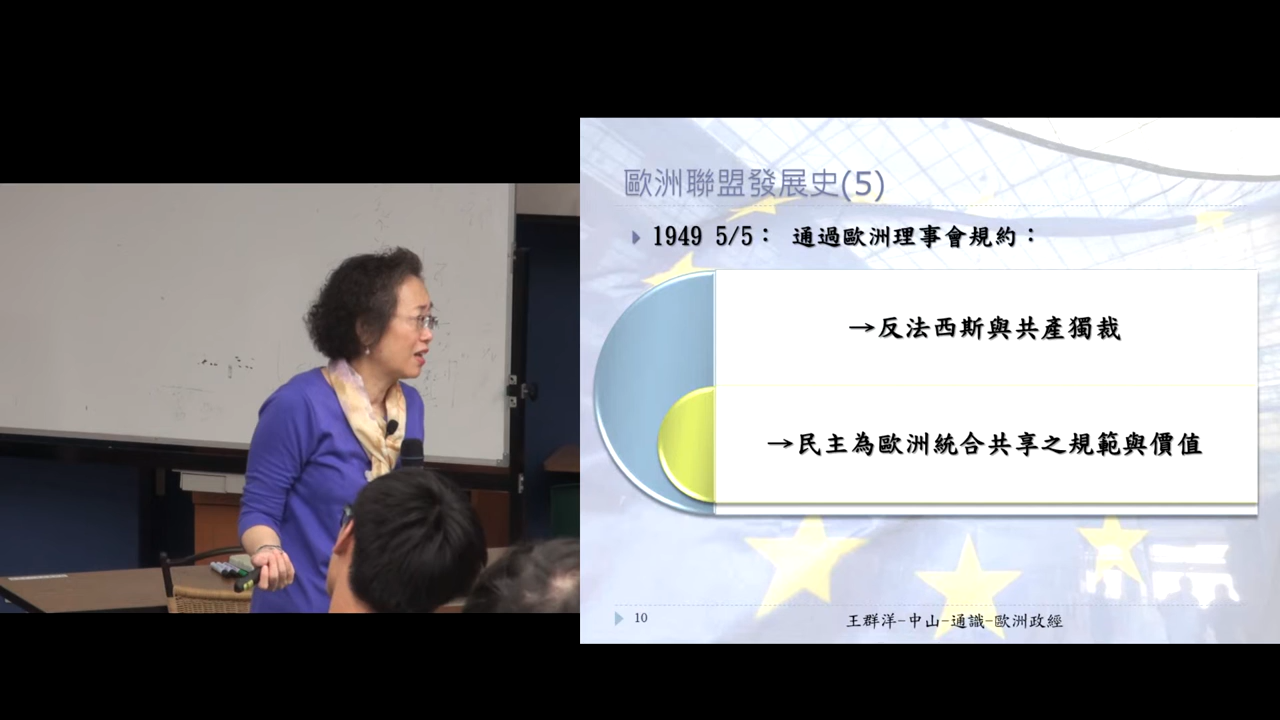 歐洲聯盟發展史(5)
1949 5/5： 通過歐洲理事會規約：
→反法西斯與共產獨裁
→民主為歐洲統合共享之規範與價值
10
王群洋-中山-通識-歐洲政經